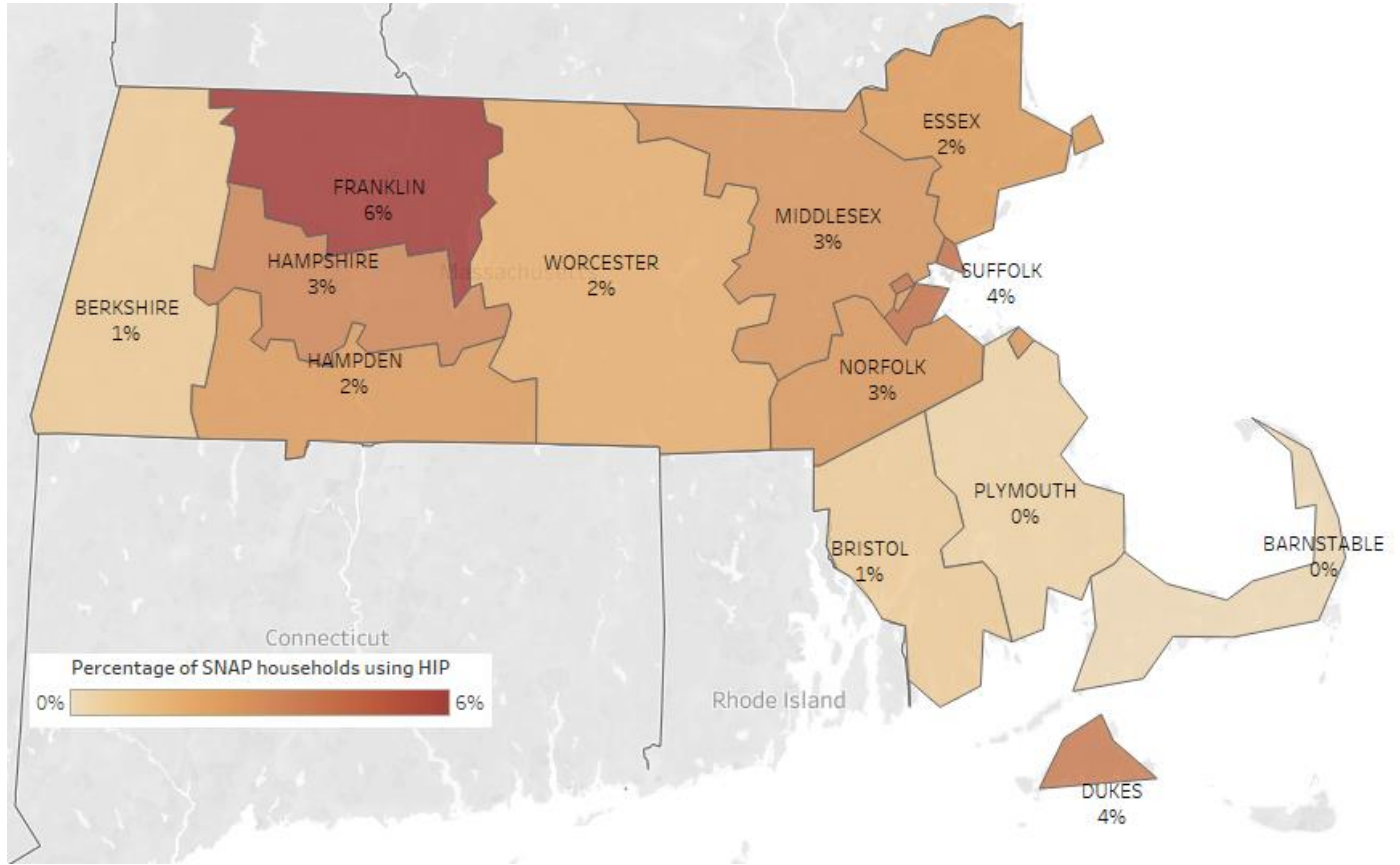 ESSEX
2%
FRANKLIN
6%
MIDDLESEX
3%
HAMPSHIRE
3%
Massachusetts
WORCESTER
2%
SUFFOLK
4%
BERKSHIRE
1%
HAMPDEN
2%
NORFOLK
3%
PLYMOUTH
0%
BRISTOL
1%
BARNSTABLE
0%
Connecticut
Percentage of SNAP households using HIP
0% 6%
Rhode Island
DUKES
4%